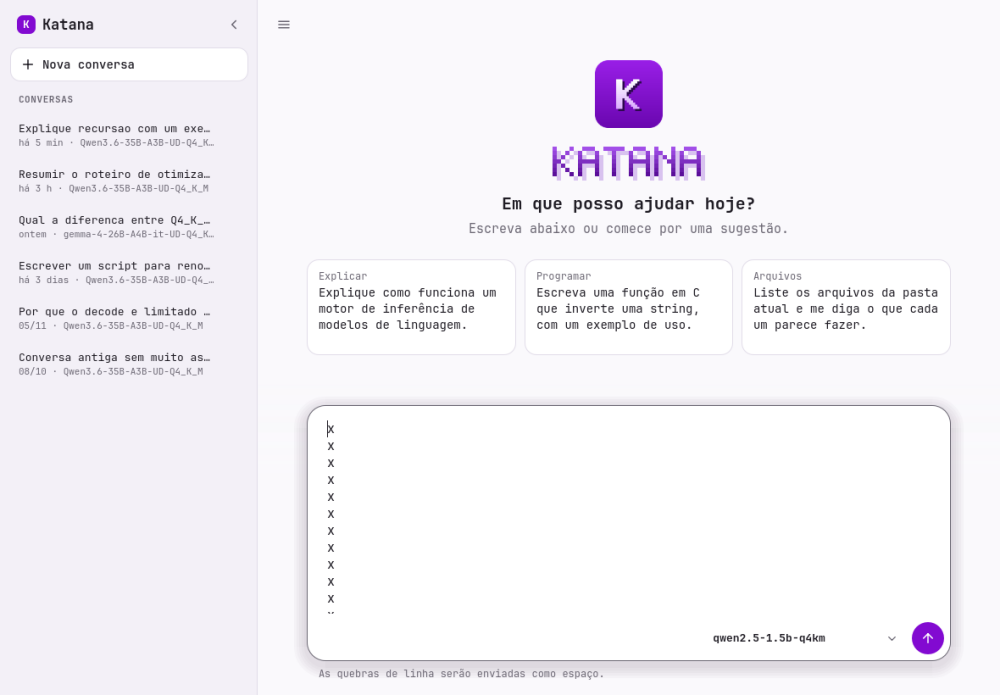 K Katana
Nova conversa
CONVERSAS
Explique recursao com um exe…
há 5 min · Qwen3.6-35B-A3B-UD-Q4_K…
Resumir o roteiro de otimiza…
há 3 h · Qwen3.6-35B-A3B-UD-Q4_K_M
Qual a diferenca entre Q4_K_…
ontem · gemma-4-26B-A4B-it-UD-Q4_K…
Escrever um script para reno…
há 3 dias · Qwen3.6-35B-A3B-UD-Q4_…
Por que o decode e limitado …
05/11 · Qwen3.6-35B-A3B-UD-Q4_K_M
Conversa antiga sem muito as…
08/10 · Qwen3.6-35B-A3B-UD-Q4_K_M
K
KATANA
Em que posso ajudar hoje?
Escreva abaixo ou comece por uma sugestão.
Explicar
Explique como funciona um
motor de inferência de
modelos de linguagem.
Programar
Escreva uma função em C
que inverte uma string,
com um exemplo de uso.
Arquivos
Liste os arquivos da pasta
atual e me diga o que cada
um parece fazer.
x
x
x
x
x
x
x
x
x
x
x
x
qwen2.5-1.5b-q4km
As quebras de linha serão enviadas como espaço.